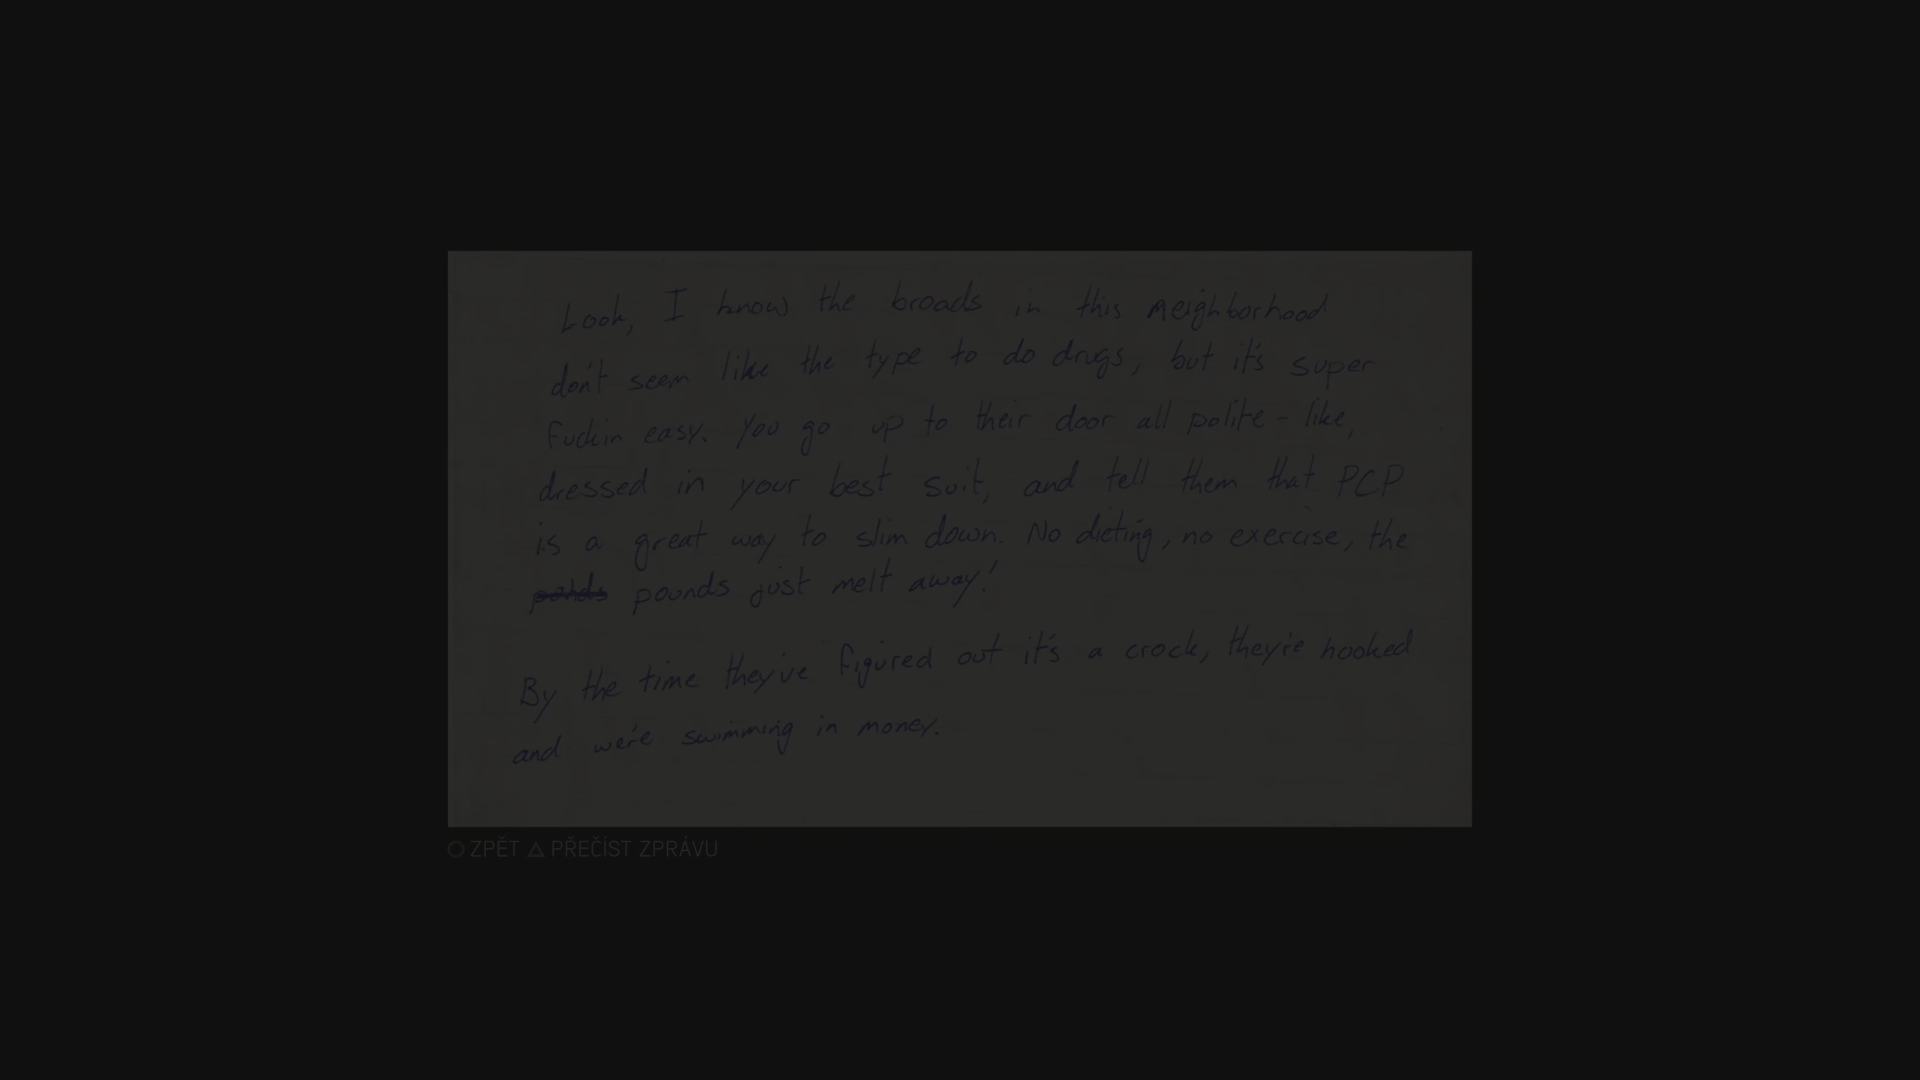 Look, I know the broads in this neighborhood
don't seem like the type to do drugs, but it's super
fuckin easy. You go up to their door all polite-like,
dressed in your best suit, and tell them that PCP
is a great way to slim down. No dieting, no exercise, the
pounds just melt away!
By the time they've figured out it's a crock, they're hooked
and we're swimming in money.
ZPĚT PŘEČÍST ZPRÁVU